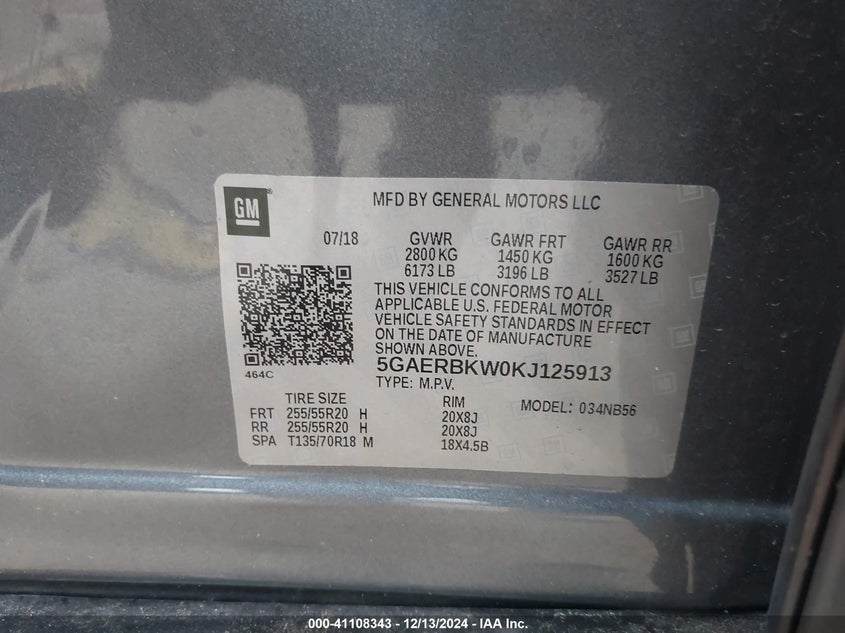 GM
MFD BY GENERAL MOTORS LLC
07/18
GVWR GAWR FRT GAWR RR
2800 KG 1450 KG 1600 KG
6173 LB 3196 LB 3527 LB
THIS VEHICLE CONFORMS TO ALL
APPLICABLE U.S. FEDERAL MOTOR
VEHICLE SAFETY STANDARDS IN EFFECT
ON THE DATE OF MANUFACTURE
SHOWN ABOVE.
464C
5GAERBKW0KJ125913
TYPE: M.P.V.
TIRE SIZE RIM MODEL: 034NB56
FRT 255/55R20 H 20X8J
RR 255/55R20 H 20X8J
SPA T135/70R18 M 18X4.5B
000-41108343 - 12/13/2024 - IAA Inc.